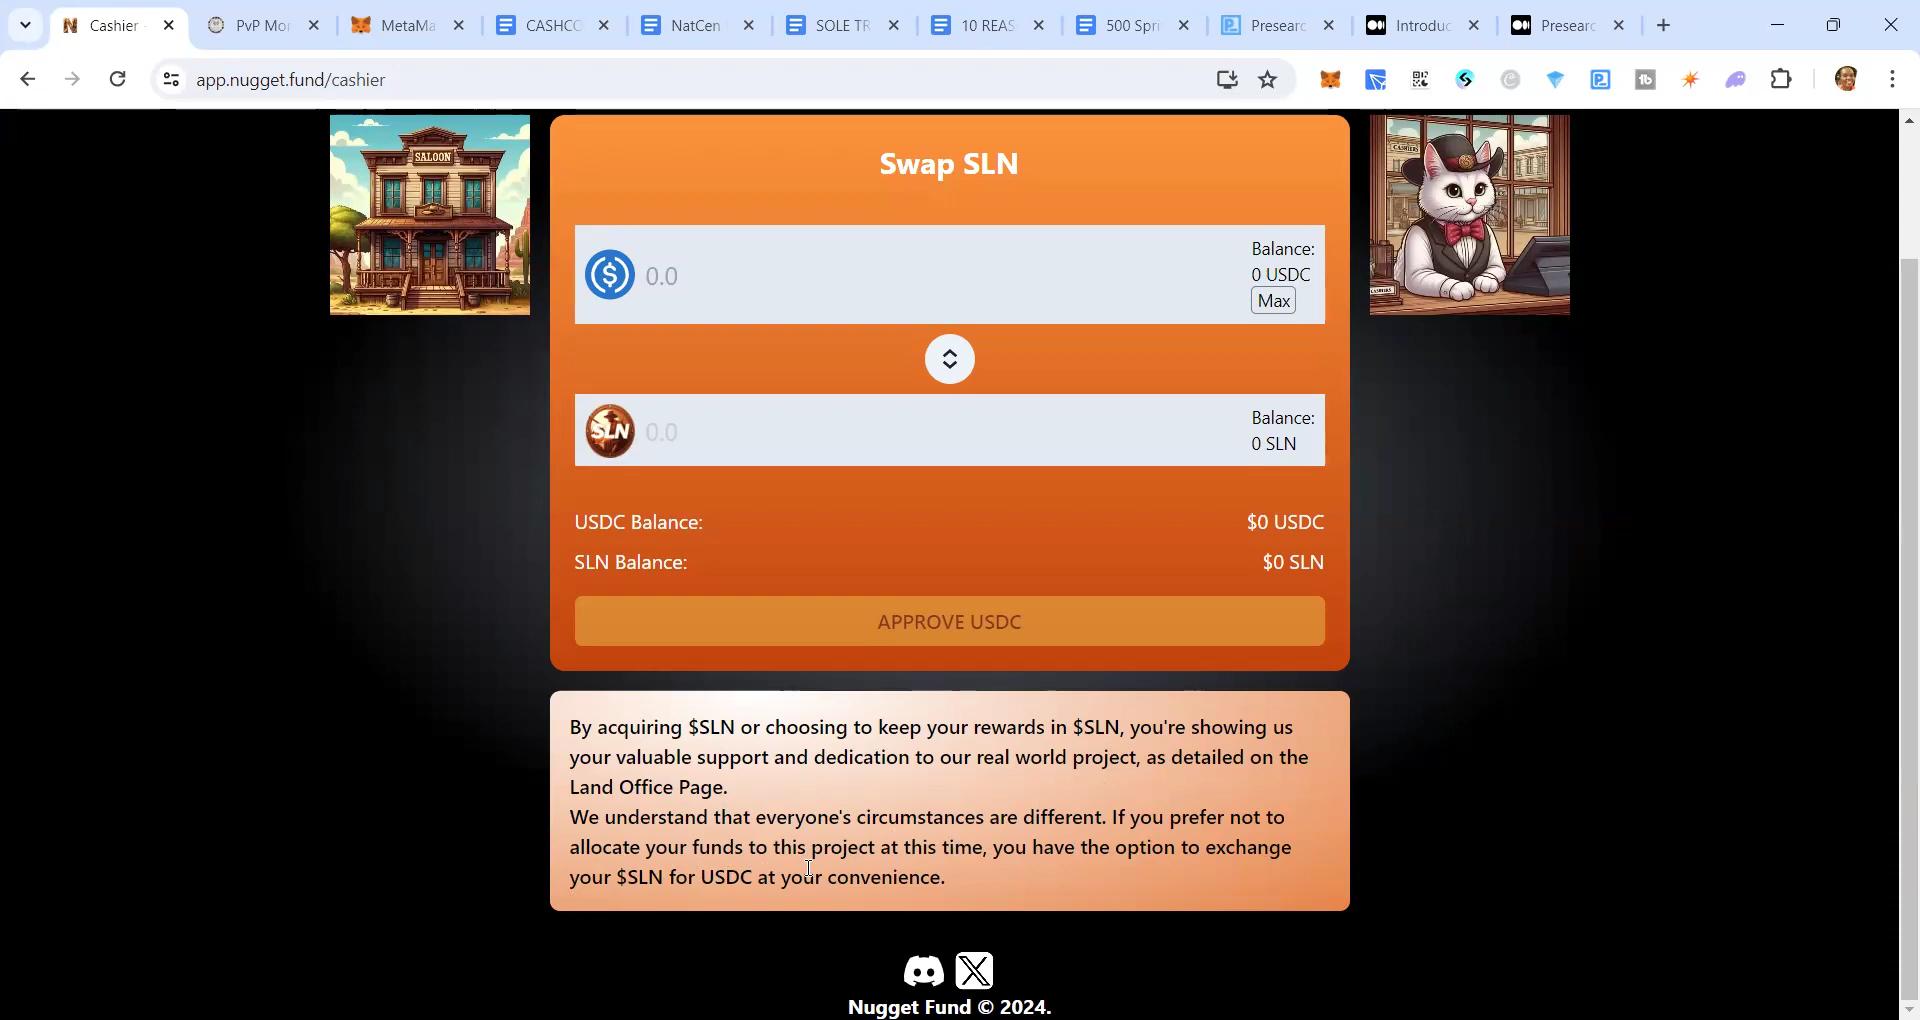 Cashier
PvP Mor
MetaMa
CASHCO
NatCen
SOLE TR
10 REAS
500 Spri
Presearc
Introduc
Presearc
app.nugget.fund/cashier
SALOON
Swap SLN
0.0
Balance:
0 USDC
Max
SLN
0.0
Balance:
0 SLN
USDC Balance:
$0 USDC
SLN Balance:
$0 SLN
APPROVE USDC
CASHIERS
CASHIERS
By acquiring $SLN or choosing to keep your rewards in $SLN, you're showing us
your valuable support and dedication to our real world project, as detailed on the
Land Office Page.
We understand that everyone's circumstances are different. If you prefer not to
allocate your funds to this project at this time, you have the option to exchange
your $SLN for USDC at your convenience.
Nugget Fund © 2024.